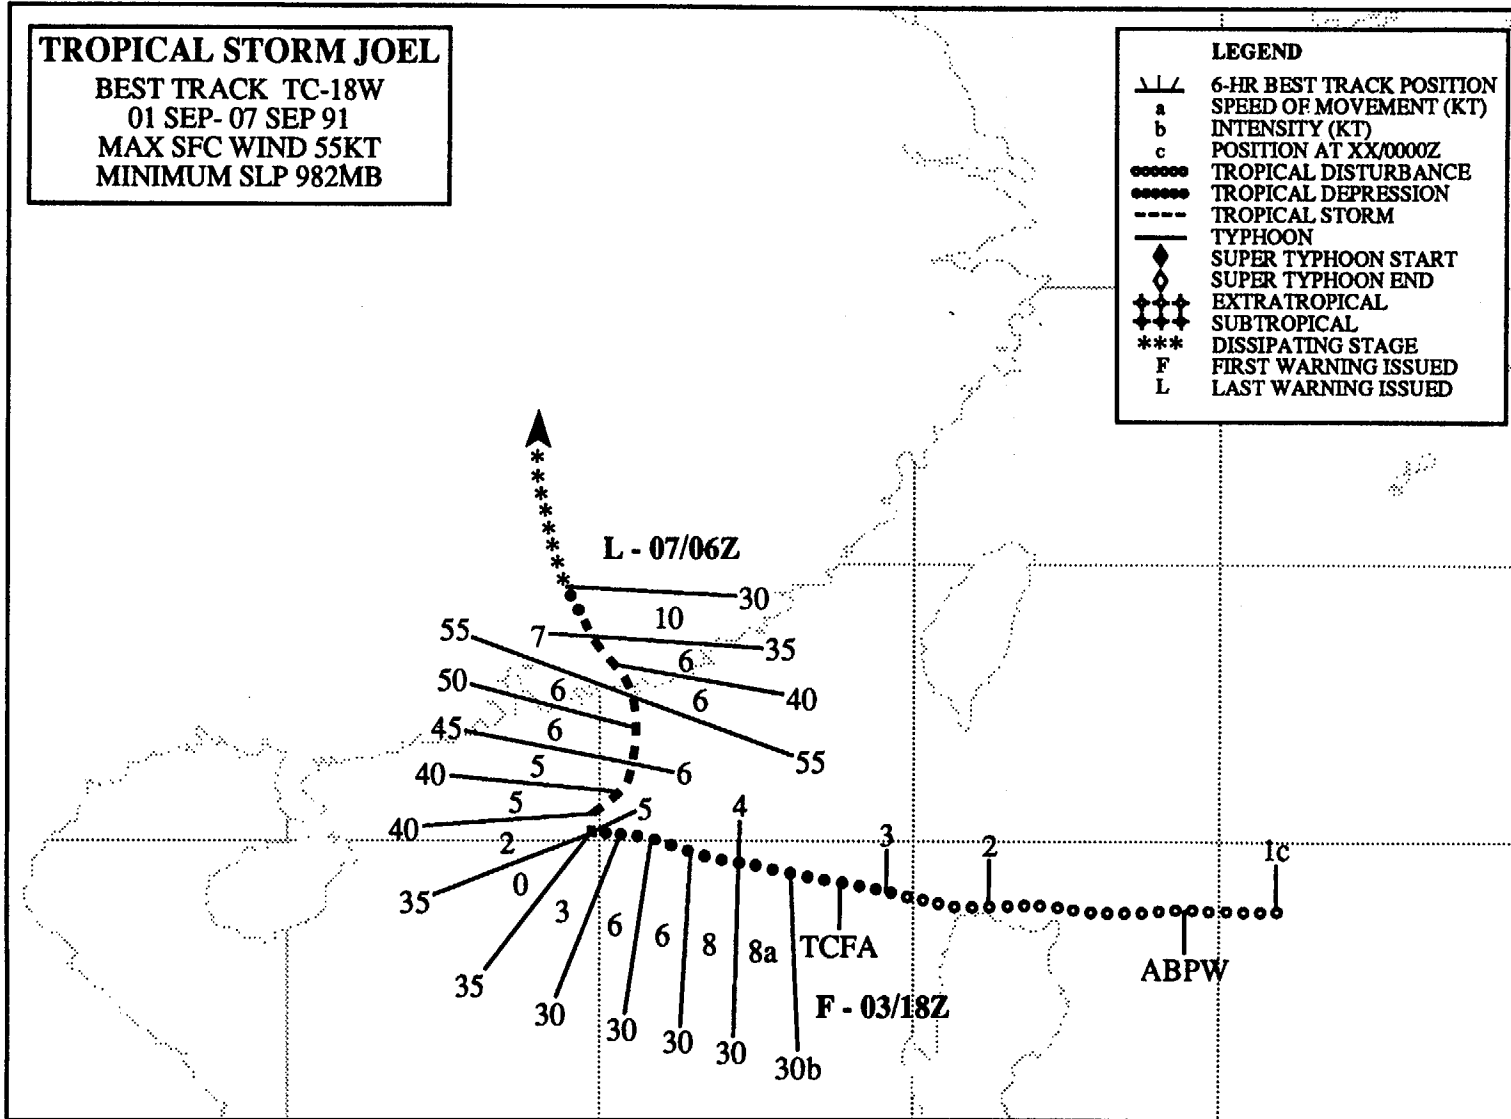 TROPICAL STORM JOEL
BEST TRACK TC-18W
01 SEP- 07 SEP 91
MAX SFC WIND 55KT
MINIMUM SLP 982MB
LEGEND
6-HR BEST TRACK POSITION
a SPEED OF MOVEMENT (KT)
b INTENSITY (KT)
c POSITION AT XX/0000Z
TROPICAL DISTURBANCE
TROPICAL DEPRESSION
TROPICAL STORM
TYPHOON
SUPER TYPHOON START
SUPER TYPHOON END
EXTRATROPICAL
SUBTROPICAL
*** DISSIPATING STAGE
F FIRST WARNING ISSUED
L LAST WARNING ISSUED
L - 07/06Z
30
10
55
7
35
6
50
6
6
40
45
6
55
40
5
6
5
5
4
40
2
3
2
1c
35
0
3
6
6
8
8a
TCFA
ABPW
35
30
F - 03/18Z
30
30
30
30b